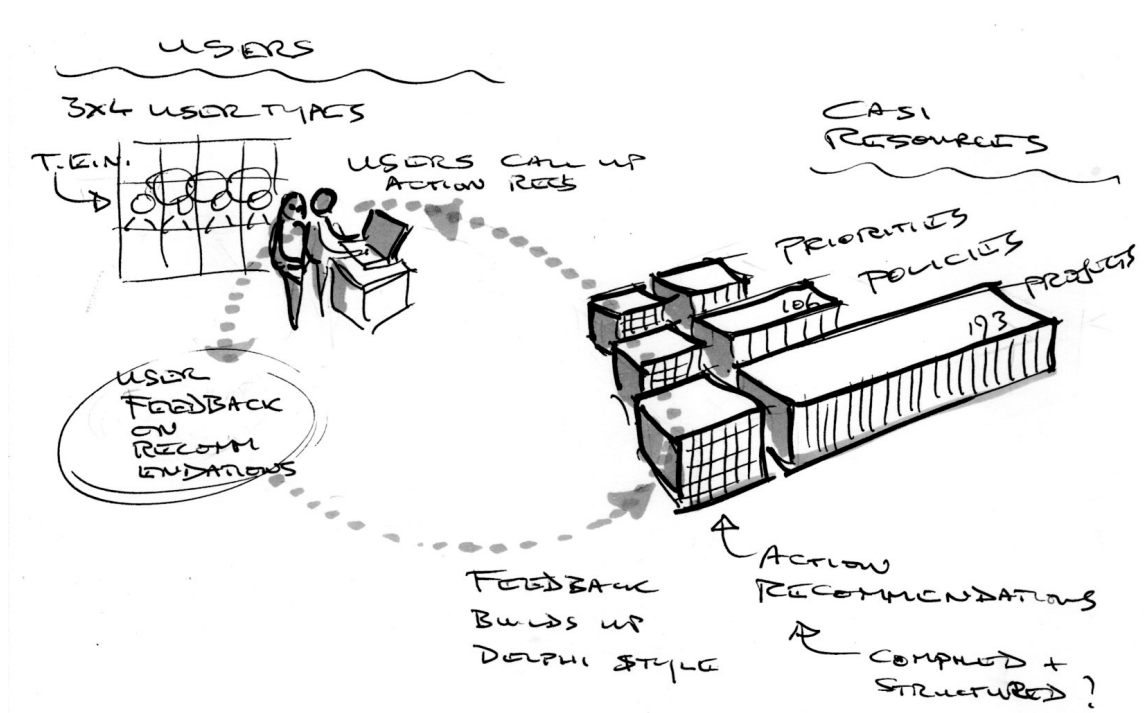 USERS
3X4 USER TYPES
T.E.I.N.
USERS CALL UP
ACTION RECS
CASI
RESOURCES
PRIORITIES
POLICIES
PROJECTS
106
193
USER
FEEDBACK
ON
RECOMM
ENDATIONS
FEEDBACK
BUILDS UP
DELPHI STYLE
ACTION
RECOMMENDATIONS
COMPILED +
STRUCTURED?